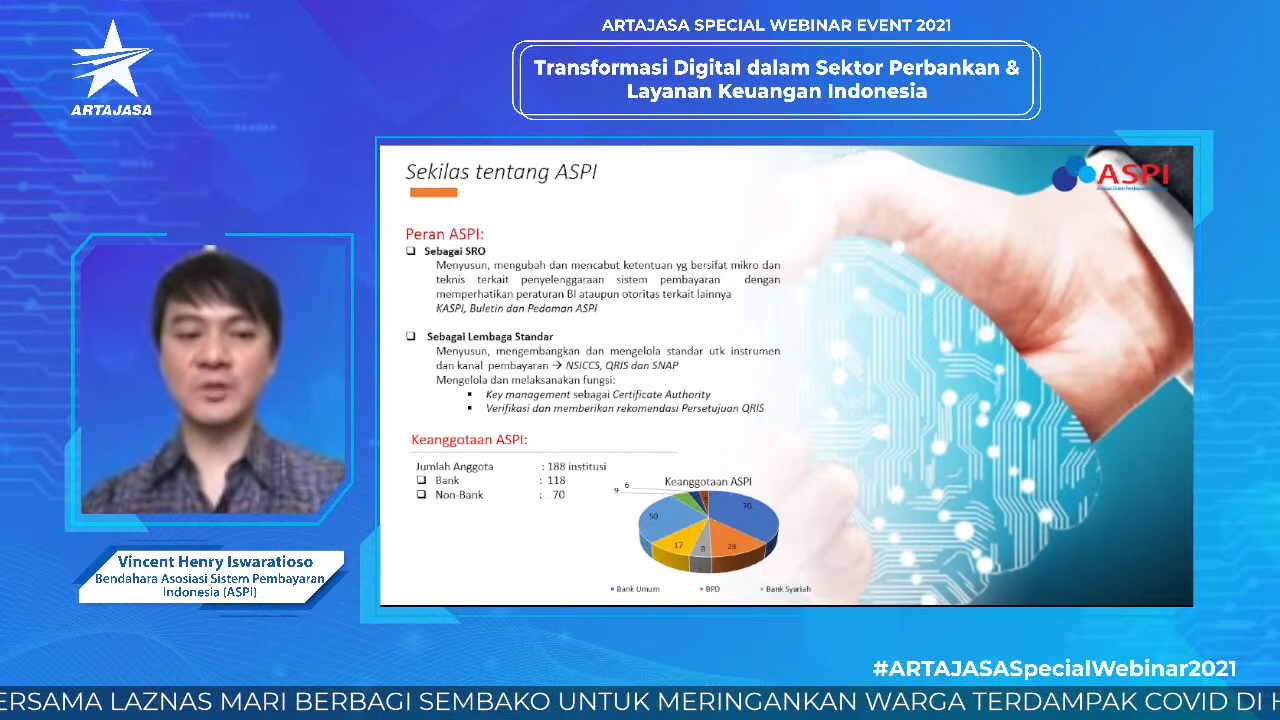 ARTAJASA
ARTAJASA SPECIAL WEBINAR EVENT 2021
Transformasi Digital dalam Sektor Perbankan &
Layanan Keuangan Indonesia
Sekilas tentang ASPI
ASPI
Peran ASPI:
Sebagai SRO
Menyusun, mengubah dan mencabut ketentuan yg bersifat mikro dan
teknis terkait penyelenggaraan sistem pembayaran dengan
memperhatikan peraturan BI ataupun otoritas terkait lainnya
KASPI, Buletin dan Pedoman ASPI
Sebagai Lembaga Standar
Menyusun, mengembangkan dan mengelola standar utk instrumen
dan kanal pembayaran → NSICCS, QRIS dan SNAP
Mengelola dan melaksanakan fungsi:
Key management sebagai Certificate Authority
Verifikasi dan memberikan rekomendasi Persetujuan QRIS
Keanggotaan ASPI:
Jumlah Anggota : 188 institusi
Bank : 118
Non-Bank : 70
Keanggotaan ASPI
6
9
50
70
17
8
23
Bank Umum
BPD
Bank Syariah
Vincent Henry Iswaratioso
Bendahara Asosiasi Sistem Pembayaran
Indonesia (ASPI)
#ARTAJASASpecialWebinar2021
ERSAMA LAZNAS MARI BERBAGI SEMBAKO UNTUK MERINGANKAN WARGA TERDAMPAK COVID DI